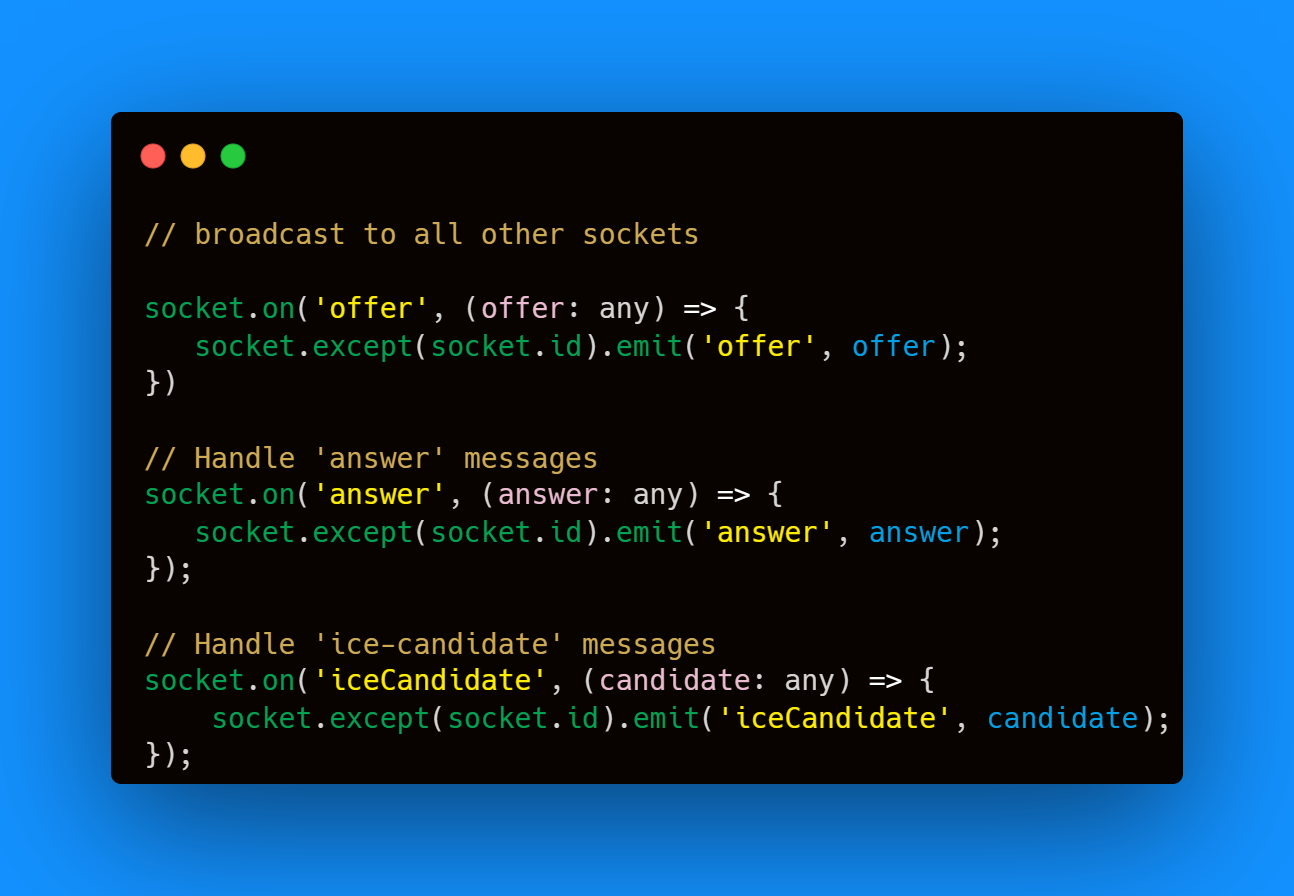 // broadcast to all other sockets
socket.on('offer', (offer: any) => {
   socket.except(socket.id).emit('offer', offer);
})
// Handle 'answer' messages
socket.on('answer', (answer: any) => {
   socket.except(socket.id).emit('answer', answer);
});
// Handle 'ice-candidate' messages
socket.on('iceCandidate', (candidate: any) => {
    socket.except(socket.id).emit('iceCandidate', candidate);
});